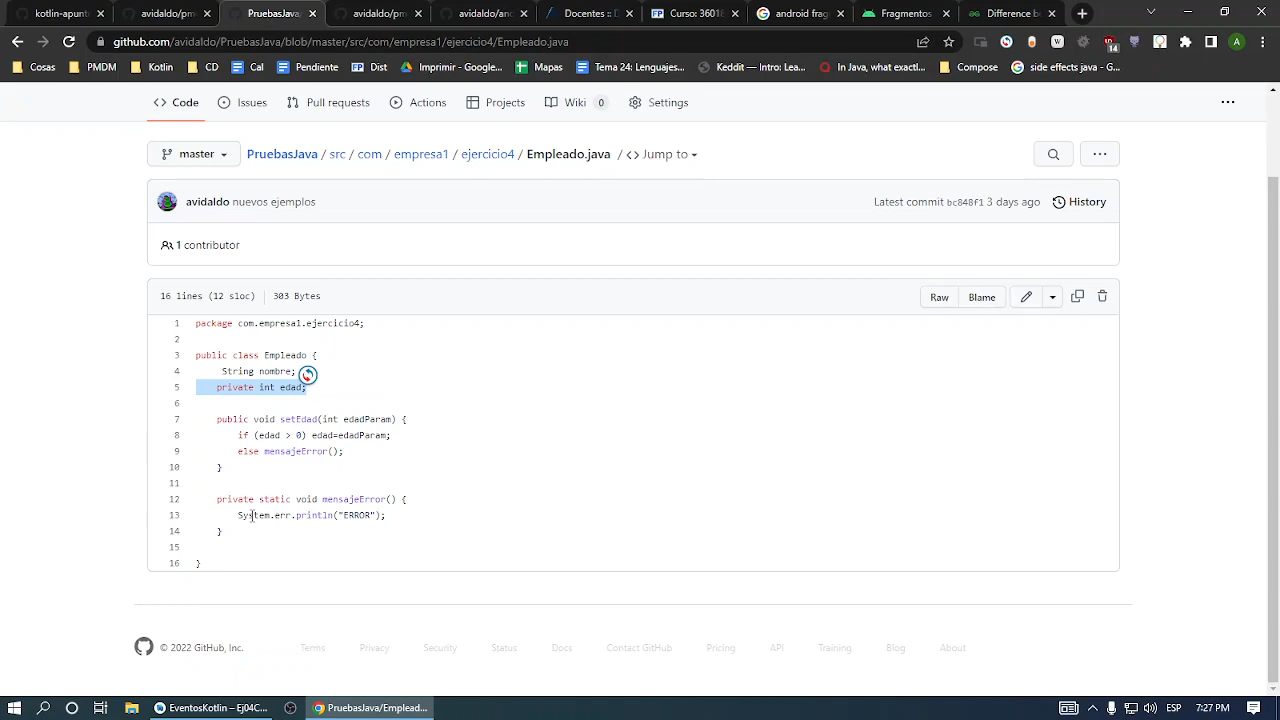 kotlin-apunt
avidaldo/pm
PruebasJava/
avidaldo/pm
avidaldo/anc
Docentes :: D
Curso: 36018
android frag
Fragmentos
Difference b
github.com/avidaldo/PruebasJava/blob/master/src/com/empresa1/ejercicio4/Empleado.java
14
A
Cosas
PMDM
Kotlin
CD
Cal
Pendiente
FP Dist
Imprimir - Google...
Mapas
Tema 24: Lenguajes...
Keddit — Intro: Lea...
In Java, what exactl...
Compose
side effects java - G...
<> Code
Issues
Pull requests
Actions
Projects
Wiki 0
Settings
master
PruebasJava / src / com / empresa1 / ejercicio4 / Empleado.java / <> Jump to
avidaldo nuevos ejemplos
Latest commit bc848f1 3 days ago
History
1 contributor
16 lines (12 sloc) | 303 Bytes
Raw
Blame
1 package com.empresa1.ejercicio4;
2
3 public class Empleado {
4 String nombre;
5 private int edad;
6
7 public void setEdad(int edadParam) {
8 if (edad > 0) edad=edadParam;
9 else mensajeError();
10 }
11
12 private static void mensajeError() {
13 System.err.println("ERROR");
14 }
15
16 }
© 2022 GitHub, Inc.
Terms
Privacy
Security
Status
Docs
Contact GitHub
Pricing
API
Training
Blog
About
EventosKotlin – Ej04C...
PruebasJava/Emplead...
ESP
7:27 PM